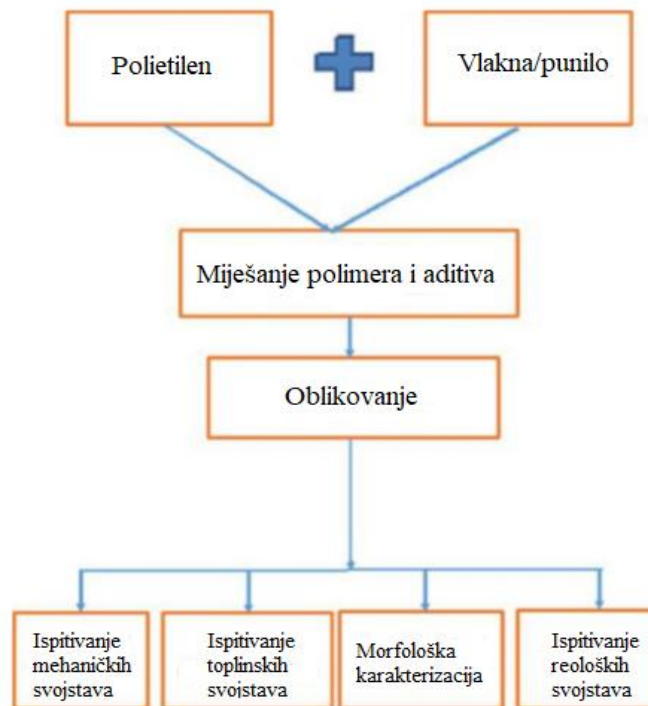 Polietilen
Vlakna/punilo
Miješanje polimera i aditiva
Oblikovanje
Ispitivanje
mehaničkih
svojstava
Ispitivanje
toplinskih
svojstava
Morfološka
karakterizacija
Ispitivanje
reoloških
svojstava